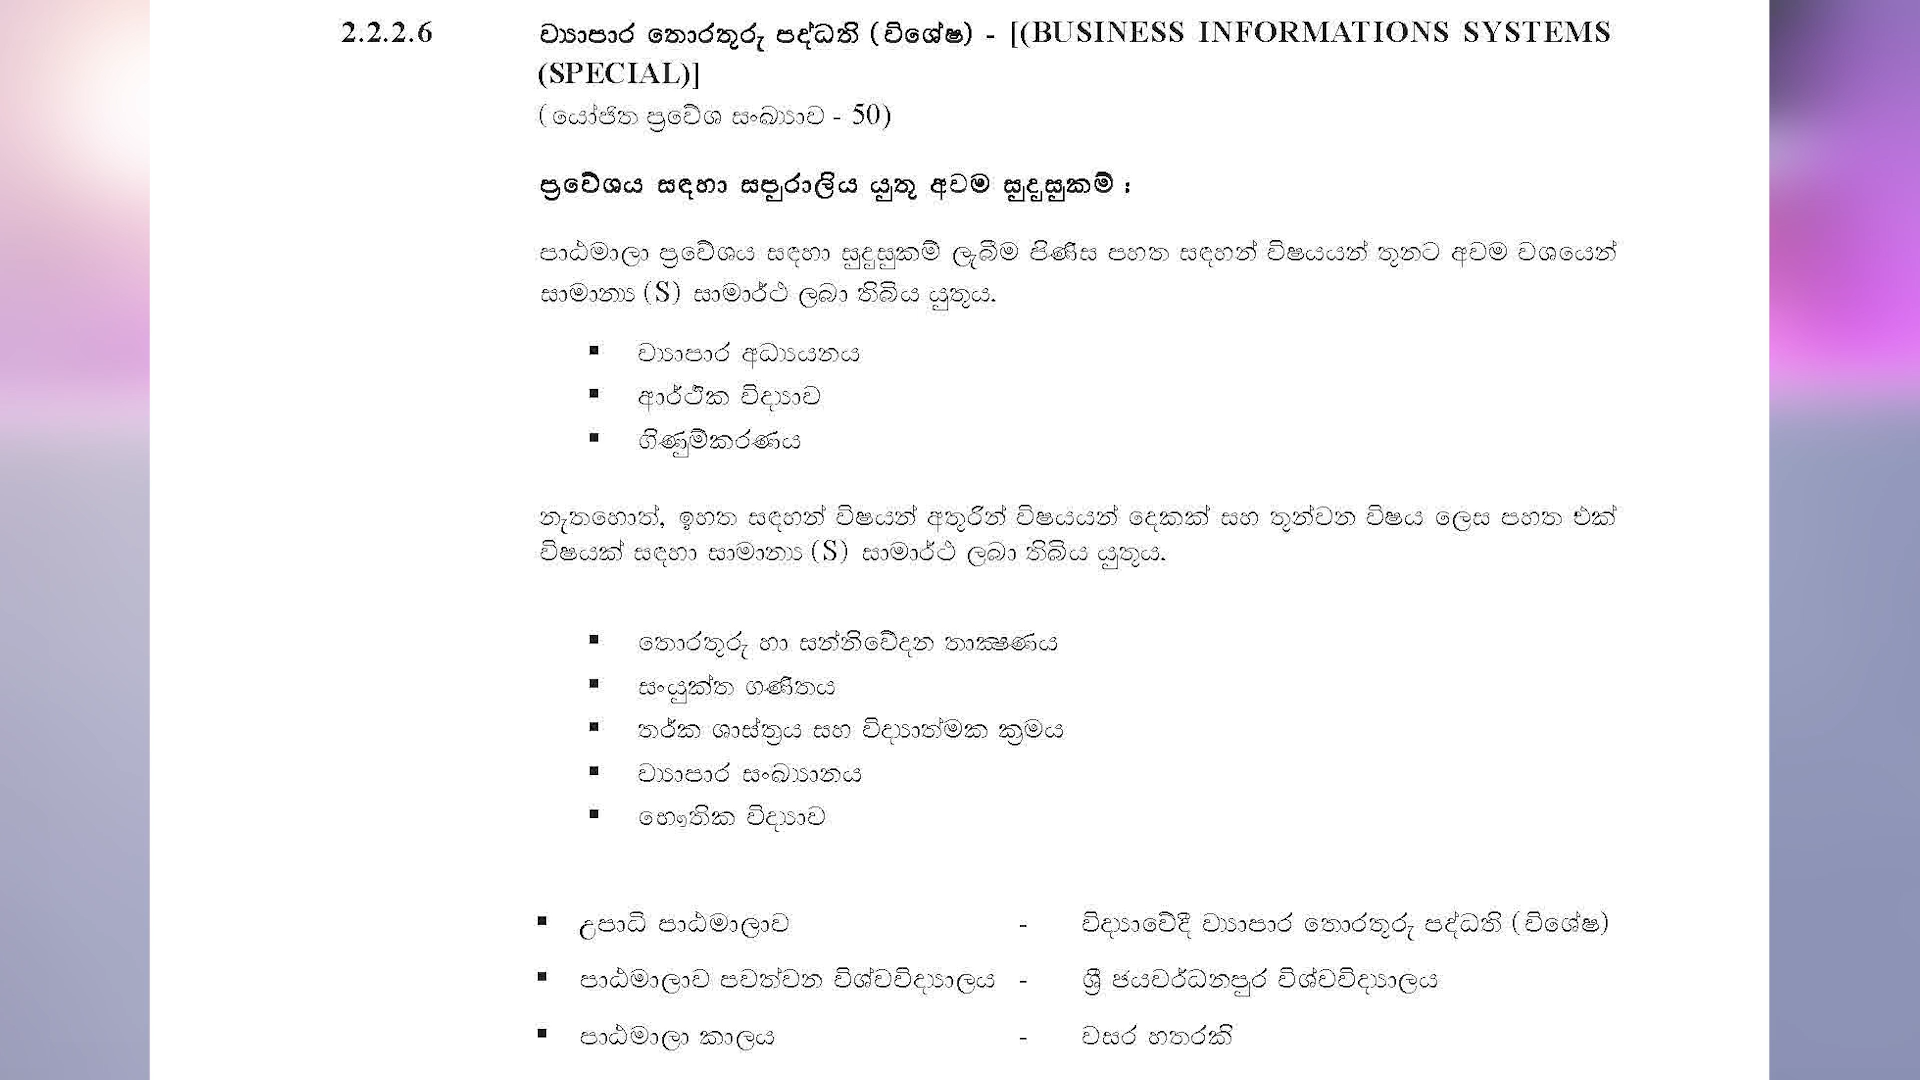 2.2.2.6 ව්‍යාපාර තොරතුරු පද්ධති (විශේෂ) - [(BUSINESS INFORMATIONS SYSTEMS
(SPECIAL)]
(යෝජිත ප්‍රවේශ සංඛ්‍යාව - 50)
ප්‍රවේශය සඳහා සපුරාලිය යුතු අවම සුදුසුකම් :
පාඨමාලා ප්‍රවේශය සඳහා සුදුසුකම් ලැබීම පිණිස පහත සඳහන් විෂයයන් තුනට අවම වශයෙන්
සාමාන්‍ය (S) සාමාර්ථ ලබා තිබිය යුතුය.
▪ ව්‍යාපාර අධ්‍යයනය
▪ ආර්ථික විද්‍යාව
▪ ගිණුම්කරණය
නැතහොත්, ඉහත සඳහන් විෂයන් අතුරින් විෂයයන් දෙකක් සහ තුන්වන විෂය ලෙස පහත එක්
විෂයක් සඳහා සාමාන්‍ය (S) සාමාර්ථ ලබා තිබිය යුතුය.
▪ තොරතුරු හා සන්නිවේදන තාක්ෂණය
▪ සංයුක්ත ගණිතය
▪ තර්ක ශාස්ත්‍රය සහ විද්‍යාත්මක ක්‍රමය
▪ ව්‍යාපාර සංඛ්‍යානය
▪ භෞතික විද්‍යාව
▪ උපාධි පාඨමාලාව - විද්‍යාවේදී ව්‍යාපාර තොරතුරු පද්ධති (විශේෂ)
▪ පාඨමාලාව පවත්වන විශ්වවිද්‍යාලය - ශ්‍රී ජයවර්ධනපුර විශ්වවිද්‍යාලය
▪ පාඨමාලා කාලය - වසර හතරකි